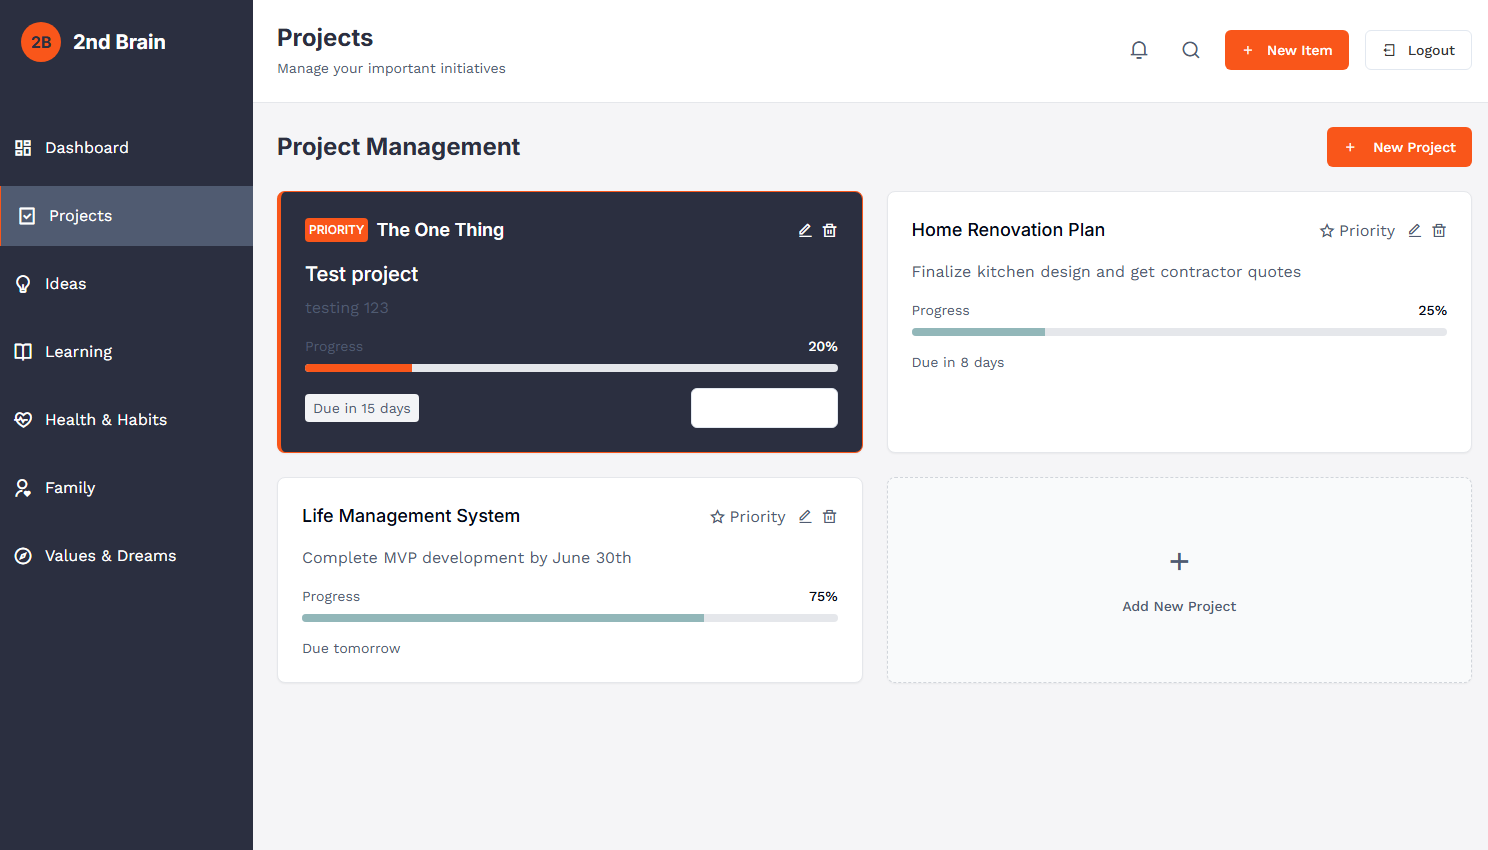 2B
2nd Brain
Dashboard
Projects
Ideas
Learning
Health & Habits
Family
Values & Dreams
Projects
Manage your important initiatives
+ New Item
Logout
Project Management
+ New Project
PRIORITY The One Thing
Test project
testing 123
Progress 20%
Due in 15 days
Home Renovation Plan
Priority
Finalize kitchen design and get contractor quotes
Progress 25%
Due in 8 days
Life Management System
Priority
Complete MVP development by June 30th
Progress 75%
Due tomorrow
+
Add New Project